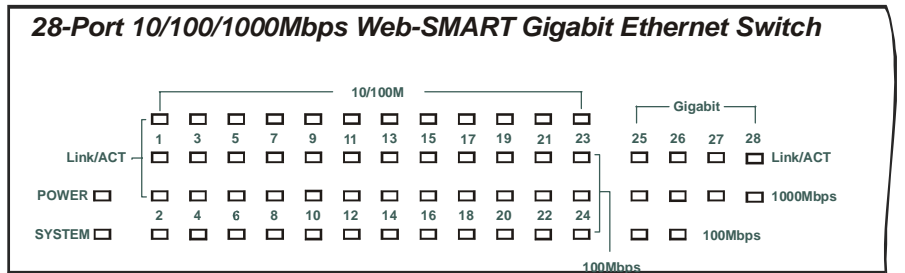 28-Port 10/100/1000Mbps Web-SMART Gigabit Ethernet Switch
10/100M
Gigabit
1 3 5 7 9 11 13 15 17 19 21 23 25 26 27 28
Link/ACT Link/ACT
POWER 1000Mbps
2 4 6 8 10 12 14 16 18 20 22 24
SYSTEM 100Mbps
100Mbps